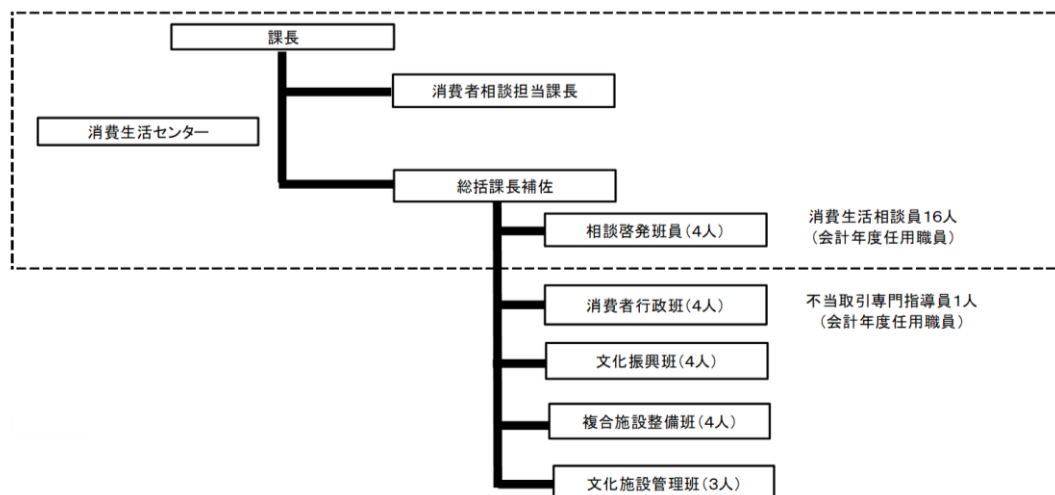 課長
消費者相談担当課長
消費生活センター
総括課長補佐
相談啓発班員(4人)
消費生活相談員16人
(会計年度任用職員)
消費者行政班(4人)
不当取引専門指導員1人
(会計年度任用職員)
文化振興班(4人)
複合施設整備班(4人)
文化施設管理班(3人)